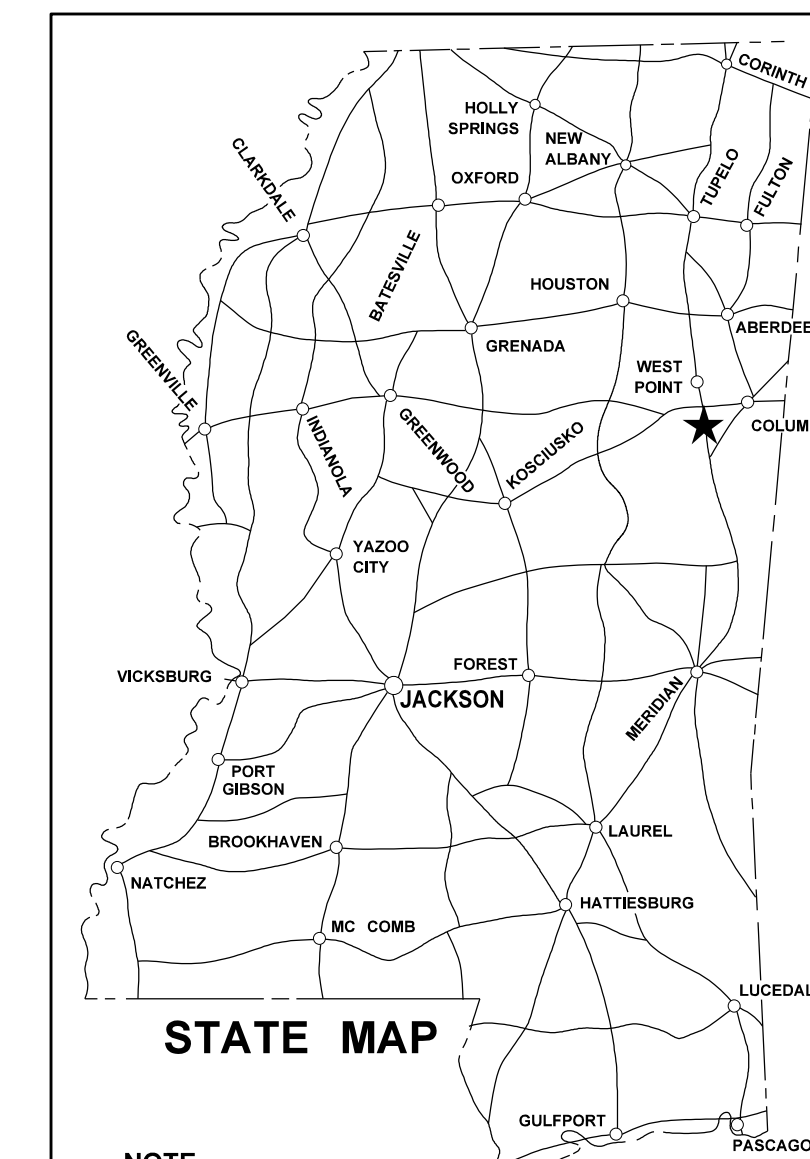 CORINTH
HOLLY
SPRINGS
NEW
ALBANY
CLARKDALE
OXFORD
TUPELO
FULTON
BATESVILLE
HOUSTON
ABERDEE
GREENVILLE
GRENADA
WEST
POINT
INDIANOLA
GREENWOOD
KOSCIUSKO
COLUM
YAZOO
CITY
VICKSBURG
FOREST
JACKSON
MERIDIAN
PORT
GIBSON
LAUREL
BROOKHAVEN
NATCHEZ
HATTIESBURG
MC COMB
LUCEDAL
STATE MAP
GULFPORT
PASCAGO
NOTE